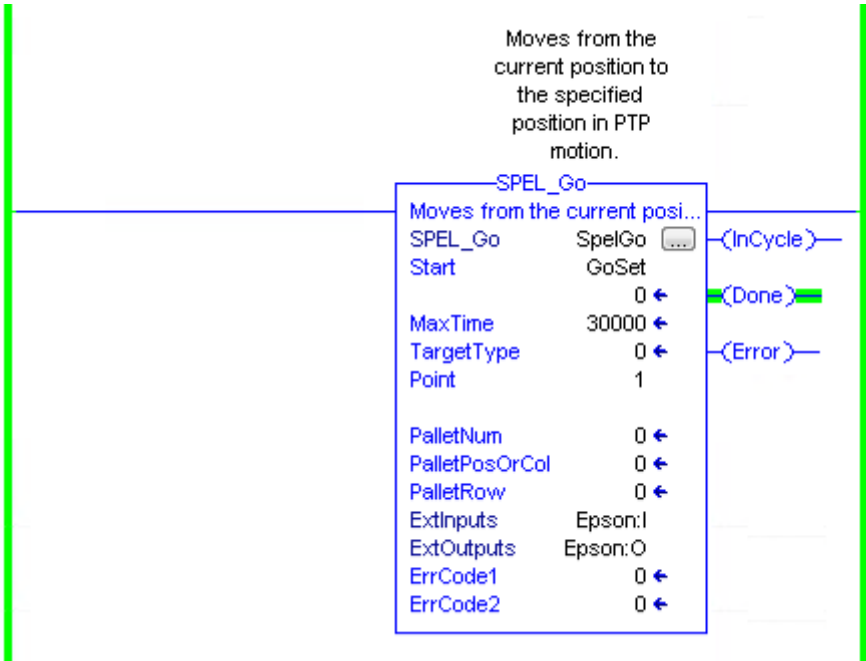 Moves from the
current position to
the specified
position in PTP
motion.
SPEL_Go
Moves from the current posi...
SPEL_Go SpelGo ... (InCycle)
Start GoSet
0 ← (Done)
MaxTime 30000 ←
TargetType 0 ← (Error)
Point 1
PalletNum 0 ←
PalletPosOrCol 0 ←
PalletRow 0 ←
ExtInputs Epson:I
ExtOutputs Epson:O
ErrCode1 0 ←
ErrCode2 0 ←